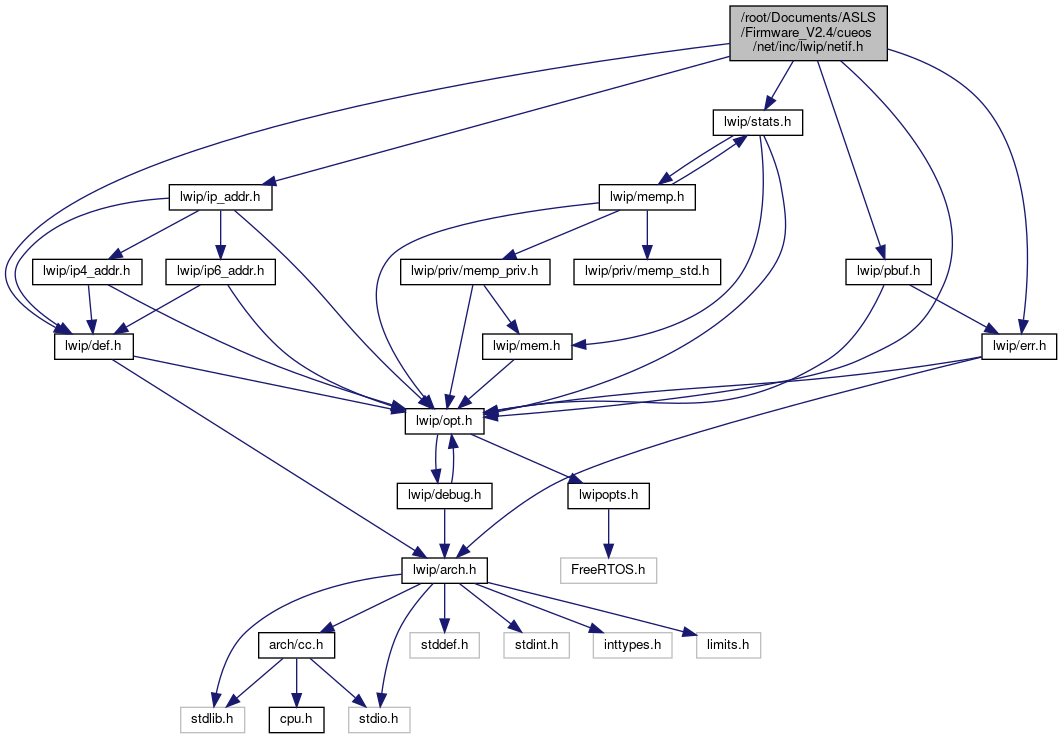 /root/Documents/ASLS
/Firmware_V2.4/cueos
/net/inc/lwip/netif.h
lwip/stats.h
lwip/ip_addr.h
lwip/memp.h
lwip/ip4_addr.h
lwip/ip6_addr.h
lwip/priv/memp_priv.h
lwip/priv/memp_std.h
lwip/pbuf.h
lwip/def.h
lwip/mem.h
lwip/err.h
lwip/opt.h
lwip/debug.h
lwipopts.h
lwip/arch.h
FreeRTOS.h
arch/cc.h
stddef.h
stdint.h
inttypes.h
limits.h
stdlib.h
cpu.h
stdio.h